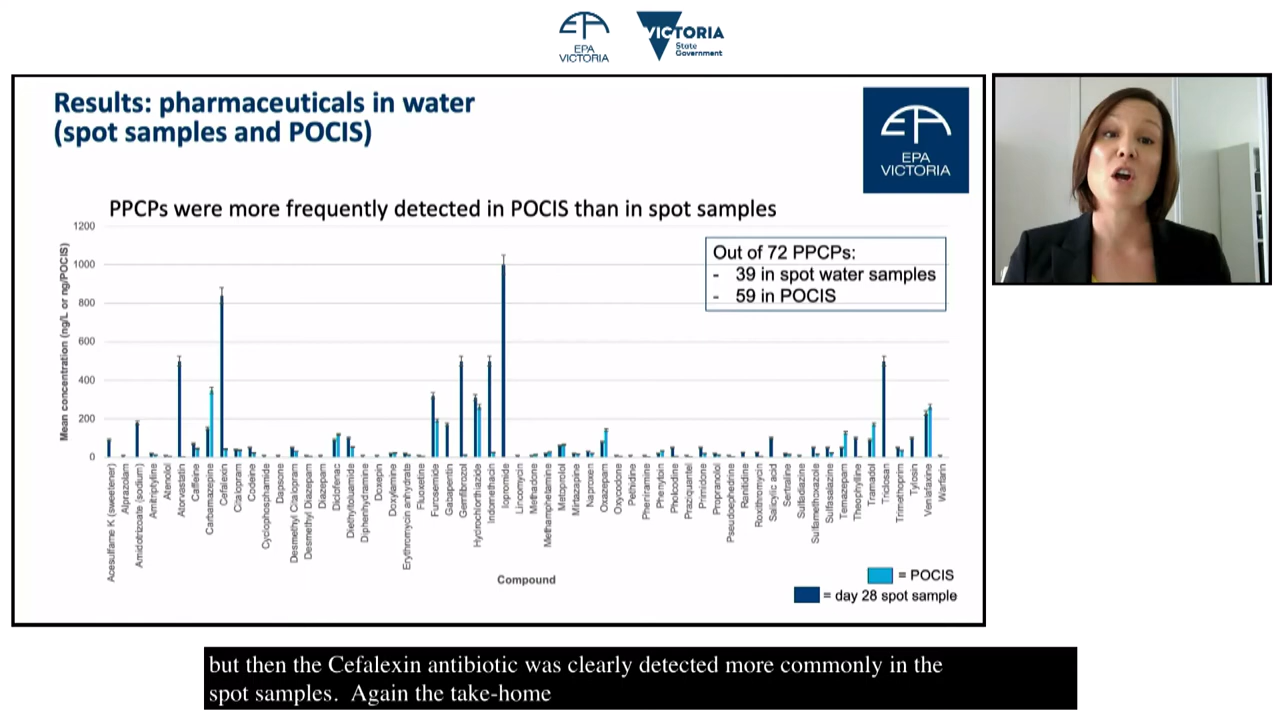 EPA
VICTORIA
VICTORIA
State
Government
Results: pharmaceuticals in water
(spot samples and POCIS)
EPA
VICTORIA
PPCPs were more frequently detected in POCIS than in spot samples
Out of 72 PPCPs:
- 39 in spot water samples
- 59 in POCIS
Mean concentration (ng/L or ng/POCIS)
1200
1000
800
600
400
200
0
Acesulfame K (sweetener)
Alprazolam
Amidotrizoate (sodium)
Amitriptyline
Atenolol
Atorvastatin
Caffeine
Carbamazepine
Cefalexin
Citalopram
Codeine
Cyclophosphamide
Dapsone
Desmethyl Citalopram
Desmethyl Diazepam
Diazepam
Diclofenac
Diethyltoluamide
Diphenhydramine
Doxepin
Doxylamine
Erythromycin anhydrate
Fluoxetine
Furosemide
Gabapentin
Gemfibrozol
Hydrochlorthiazide
Indomethacin
Iopromide
Lincomycin
Methadone
Methamphetamine
Metoprolol
Mirtazapine
Naproxen
Oxazepam
Oxycodone
Pethidine
Pheniramine
Phenytoin
Pholcodine
Praziquantel
Primidone
Propranolol
Pseudoephedrine
Ranitidine
Roxithromycin
Salicylic acid
Sertraline
Sulfadiazine
Sulfamethoxazole
Sulfasalazine
Temazepam
Theophylline
Tramadol
Triclosan
Trimethoprim
Tylosin
Venlafaxine
Warfarin
Compound
= POCIS
= day 28 spot sample
but then the Cefalexin antibiotic was clearly detected more commonly in the
spot samples.  Again the take-home